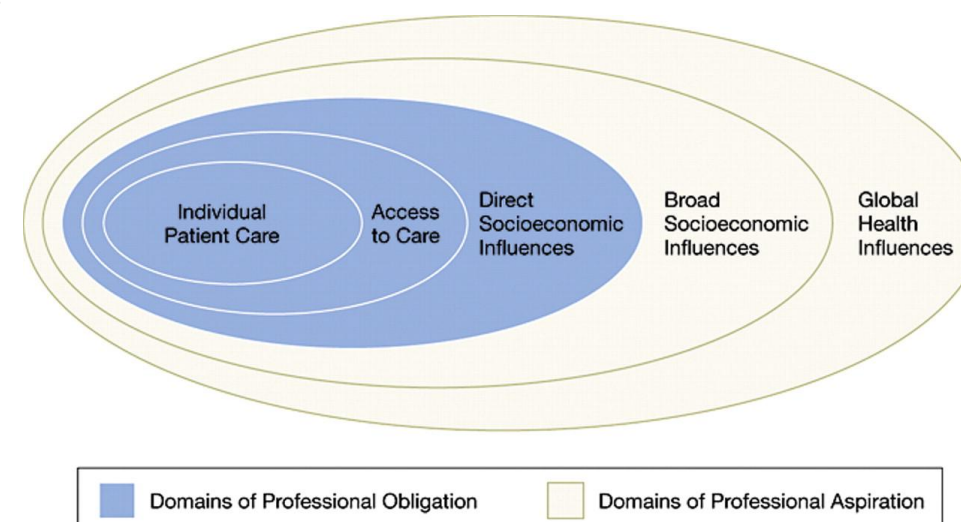 Individual
Patient Care
Access
to Care
Direct
Socioeconomic
Influences
Broad
Socioeconomic
Influences
Global
Health
Influences
Domains of Professional Obligation
Domains of Professional Aspiration